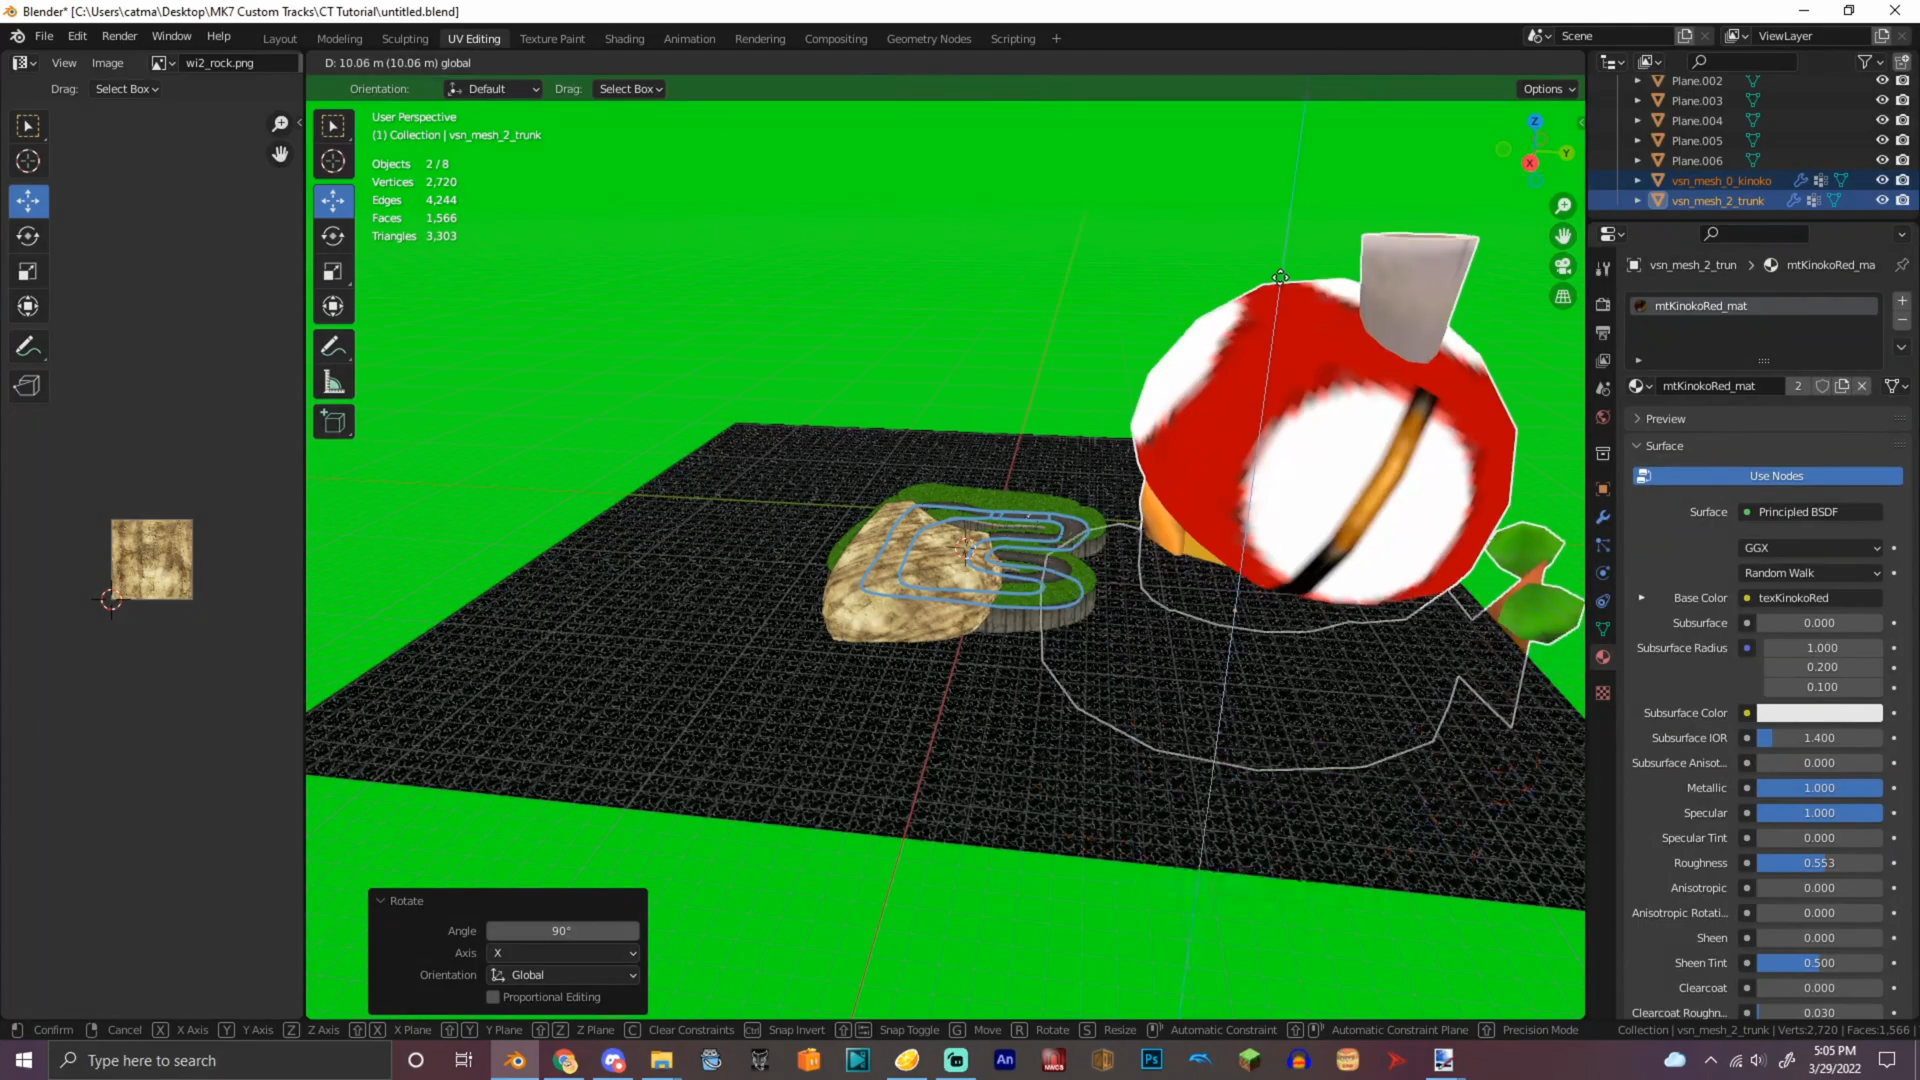 Blender* [C:\Users\catma\Desktop\MK7 Custom Tracks\CT Tutorial\untitled.blend]
File Edit Render Window Help
Layout Modeling Sculpting UV Editing Texture Paint Shading Animation Rendering Compositing Geometry Nodes Scripting +
Scene
ViewLayer
View Image wi2_rock.png
D: 10.06 m (10.06 m) global
Drag: Select Box
Orientation: Default Drag: Select Box
Options
User Perspective
(1) Collection | vsn_mesh_2_trunk
Objects 2 / 8
Vertices 2,720
Edges 4,244
Faces 1,566
Triangles 3,303
Z
Y
X
Plane.002
Plane.003
Plane.004
Plane.005
Plane.006
vsn_mesh_0_kinoko
vsn_mesh_2_trunk
vsn_mesh_2_trun > mtKinokoRed_ma
mtKinokoRed_mat
mtKinokoRed_mat 2
Preview
Surface
Use Nodes
Surface Principled BSDF
GGX
Random Walk
Base Color texKinokoRed
Subsurface 0.000
Subsurface Radius 1.000
0.200
0.100
Subsurface Color
Subsurface IOR 1.400
Subsurface Anisot... 0.000
Metallic 1.000
Specular 1.000
Specular Tint 0.000
Roughness 0.553
Anisotropic 0.000
Anisotropic Rotati... 0.000
Sheen 0.000
Sheen Tint 0.500
Clearcoat 0.000
Clearcoat Roughn... 0.030
Rotate
Angle 90°
Axis X
Orientation Global
Proportional Editing
Confirm Cancel X X Axis Y Y Axis Z Z Axis X X Plane Y Y Plane Z Z Plane C Clear Constraints Ctrl Snap Invert Snap Toggle G Move R Rotate S Resize Automatic Constraint Automatic Constraint Plane Precision Mode
Collection | vsn_mesh_2_trunk | Verts:2,720 | Faces:1,566 |
Type here to search
An
NWCS
Ps
5:05 PM
3/29/2022